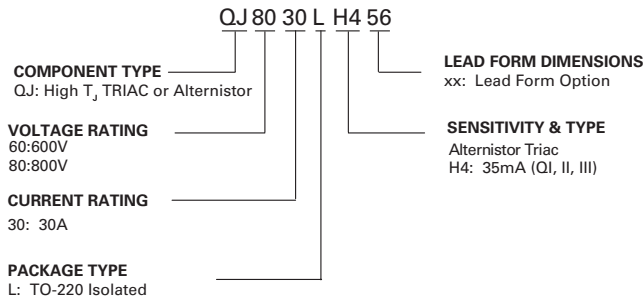 QJ 80 30 L H4 56
COMPONENT TYPE
QJ: High TJ TRIAC or Alternistor
VOLTAGE RATING
60:600V
80:800V
CURRENT RATING
30: 30A
PACKAGE TYPE
L: TO-220 Isolated
LEAD FORM DIMENSIONS
xx: Lead Form Option
SENSITIVITY & TYPE
Alternistor Triac
H4: 35mA (QI, II, III)